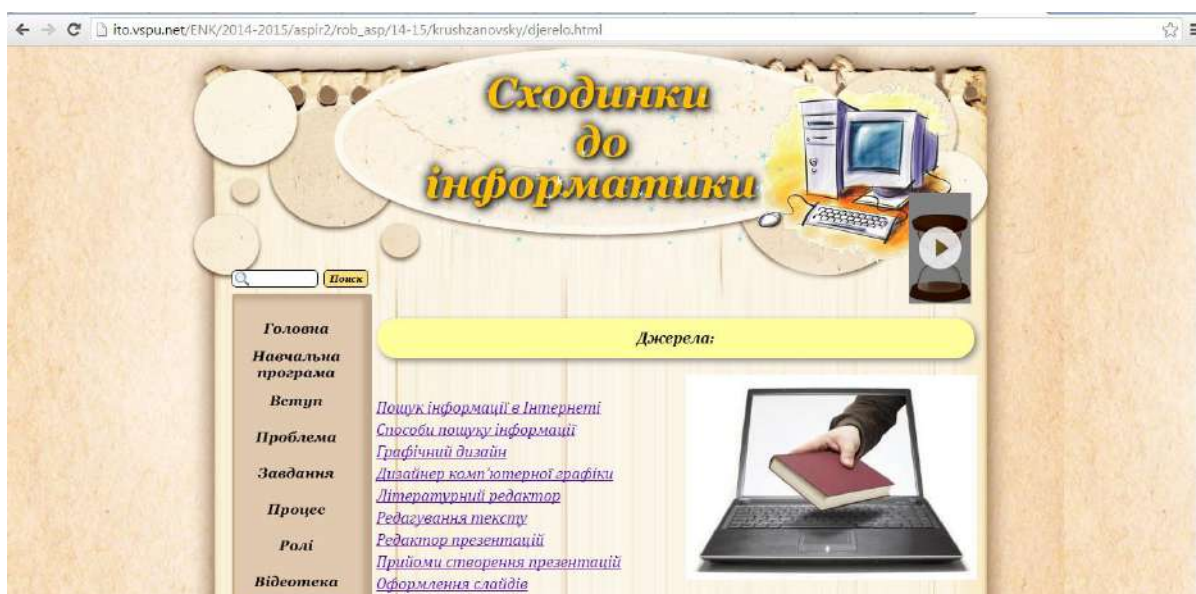 ito.vspu.net/ENK/2014-2015/aspir2/rob_asp/14-15/krushzanovsky/djerelo.html
Сходинки
до
інформатики
Поиск
Головна
Навчальна
програма
Вступ
Проблема
Завдання
Процес
Ролі
Відеотека
Джерела:
Пошук інформації в Інтернеті
Способи пошуку інформації
Графічний дизайн
Дизайнер комп'ютерної графіки
Літературний редактор
Редагування тексту
Редактор презентацій
Прийоми створення презентацій
Оформлення слайдів